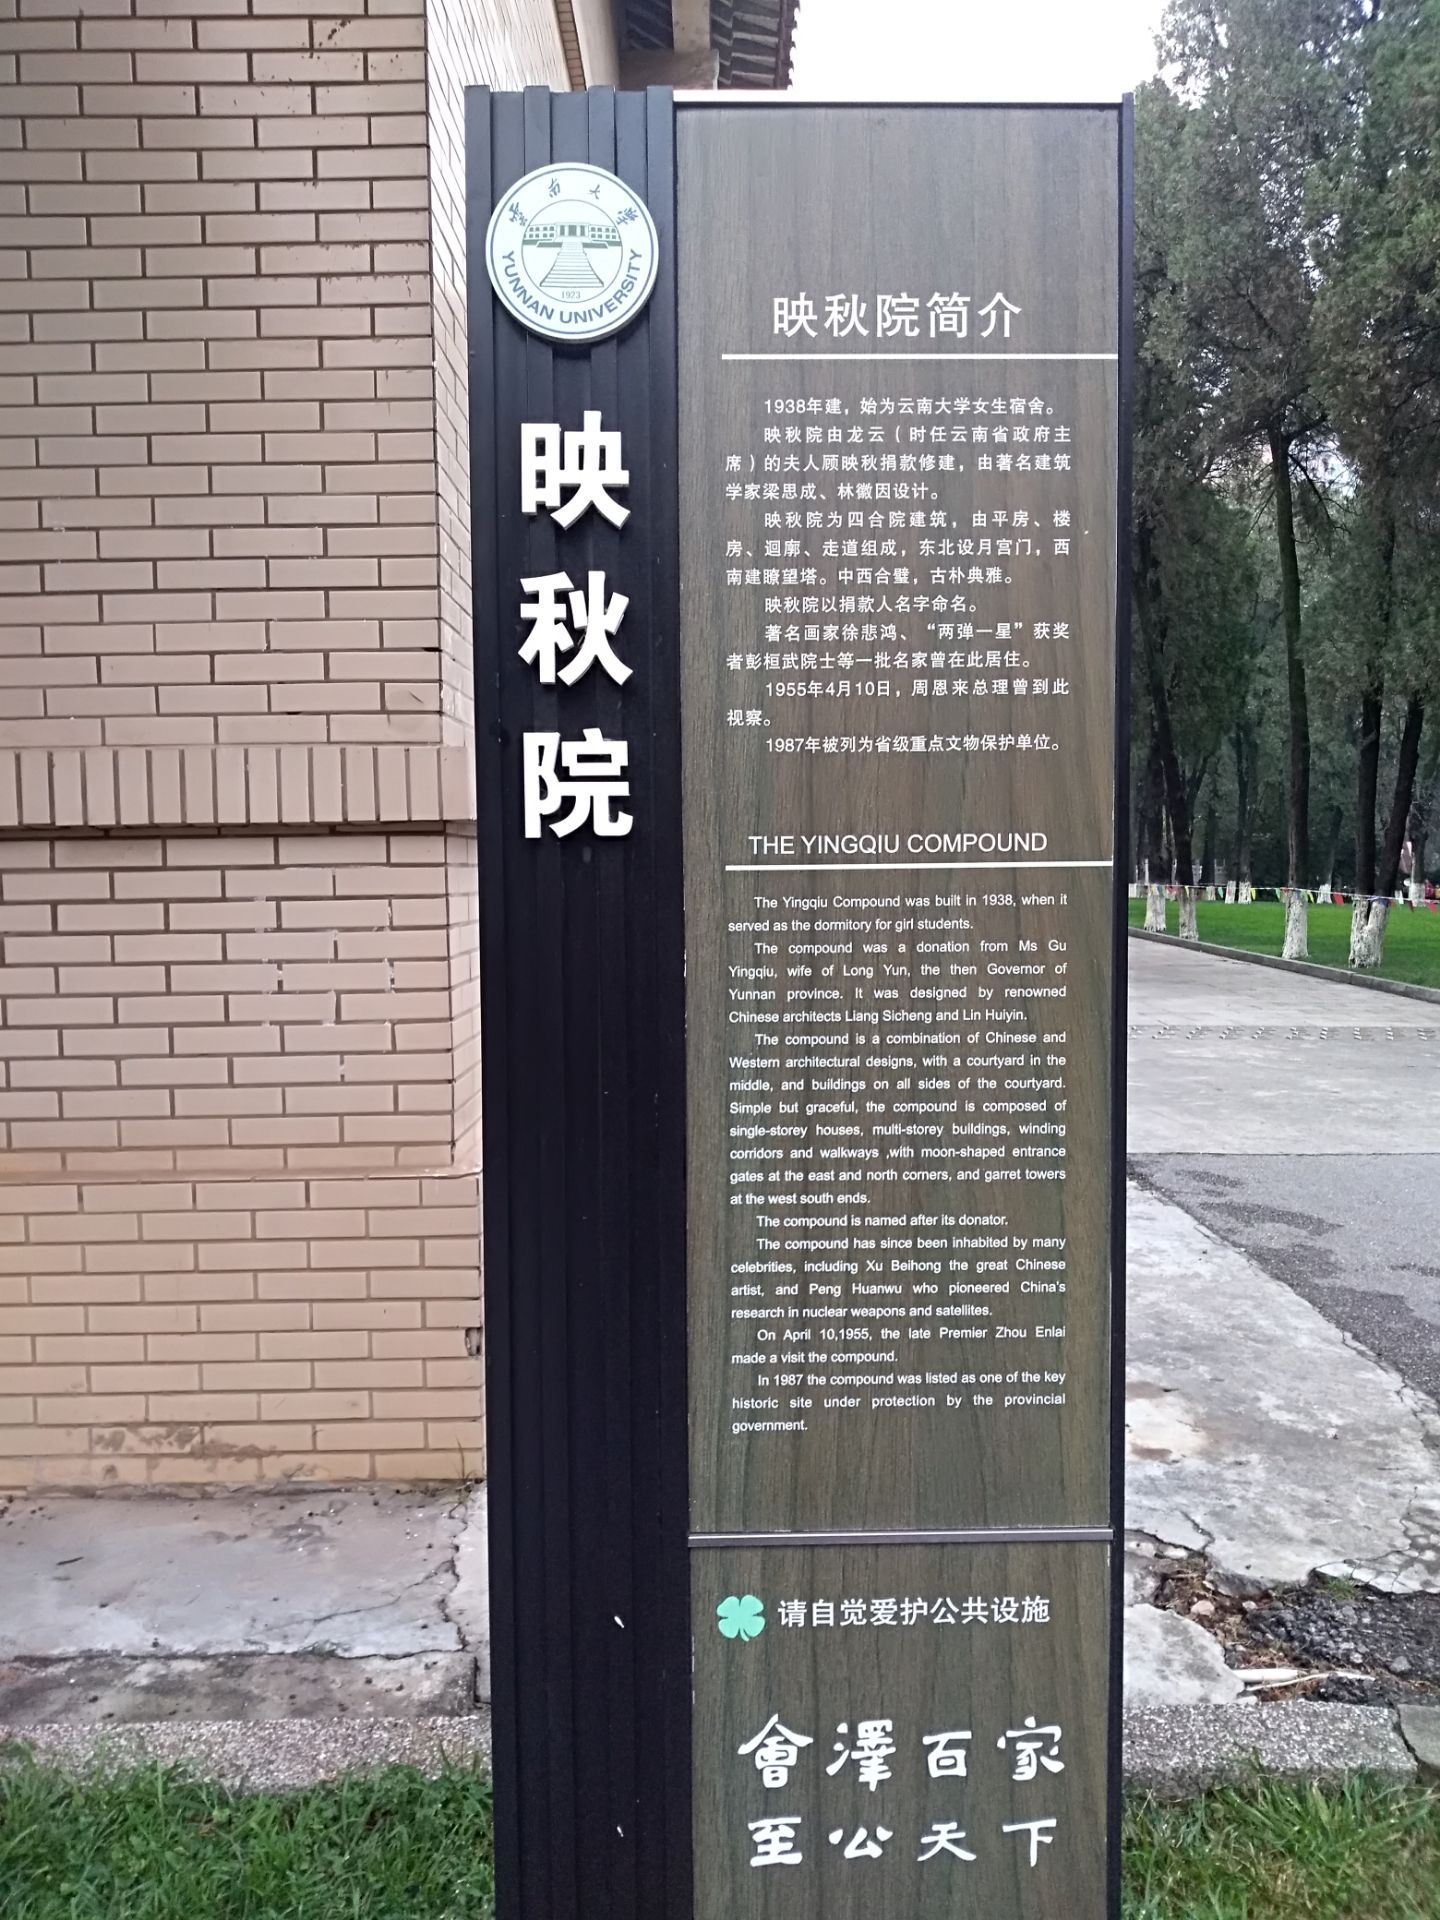 雲南大學
YUNNAN UNIVERSITY
1923
映秋院
映秋院简介
1938年建，始为云南大学女生宿舍。
映秋院由龙云（时任云南省政府主
席）的夫人顾映秋捐款修建，由著名建筑
学家梁思成、林徽因设计。
映秋院为四合院建筑，由平房、楼
房、迴廓、走道组成，东北设月宫门，西
南建瞭望塔。中西合璧，古朴典雅。
映秋院以捐款人名字命名。
著名画家徐悲鸿、“两弹一星”获奖
者彭桓武院士等一批名家曾在此居住。
1955年4月10日，周恩来总理曾到此
视察。
1987年被列为省级重点文物保护单位。
THE YINGQIU COMPOUND
The Yingqiu Compound was built in 1938, when it
served as the dormitory for girl students.
The compound was a donation from Ms Gu
Yingqiu, wife of Long Yun, the then Governor of
Yunnan province. It was designed by renowned
Chinese architects Liang Sicheng and Lin Huiyin.
The compound is a combination of Chinese and
Western architectural designs, with a courtyard in the
middle, and buildings on all sides of the courtyard.
Simple but graceful, the compound is composed of
single-storey houses, multi-storey buildings, winding
corridors and walkways ,with moon-shaped entrance
gates at the east and north corners, and garret towers
at the west south ends.
The compound is named after its donator.
The compound has since been inhabited by many
celebrities, including Xu Beihong the great Chinese
artist, and Peng Huanwu who pioneered China's
research in nuclear weapons and satellites.
On April 10,1955, the late Premier Zhou Enlai
made a visit the compound.
In 1987 the compound was listed as one of the key
historic site under protection by the provincial
government.
请自觉爱护公共设施
會澤百家
至公天下